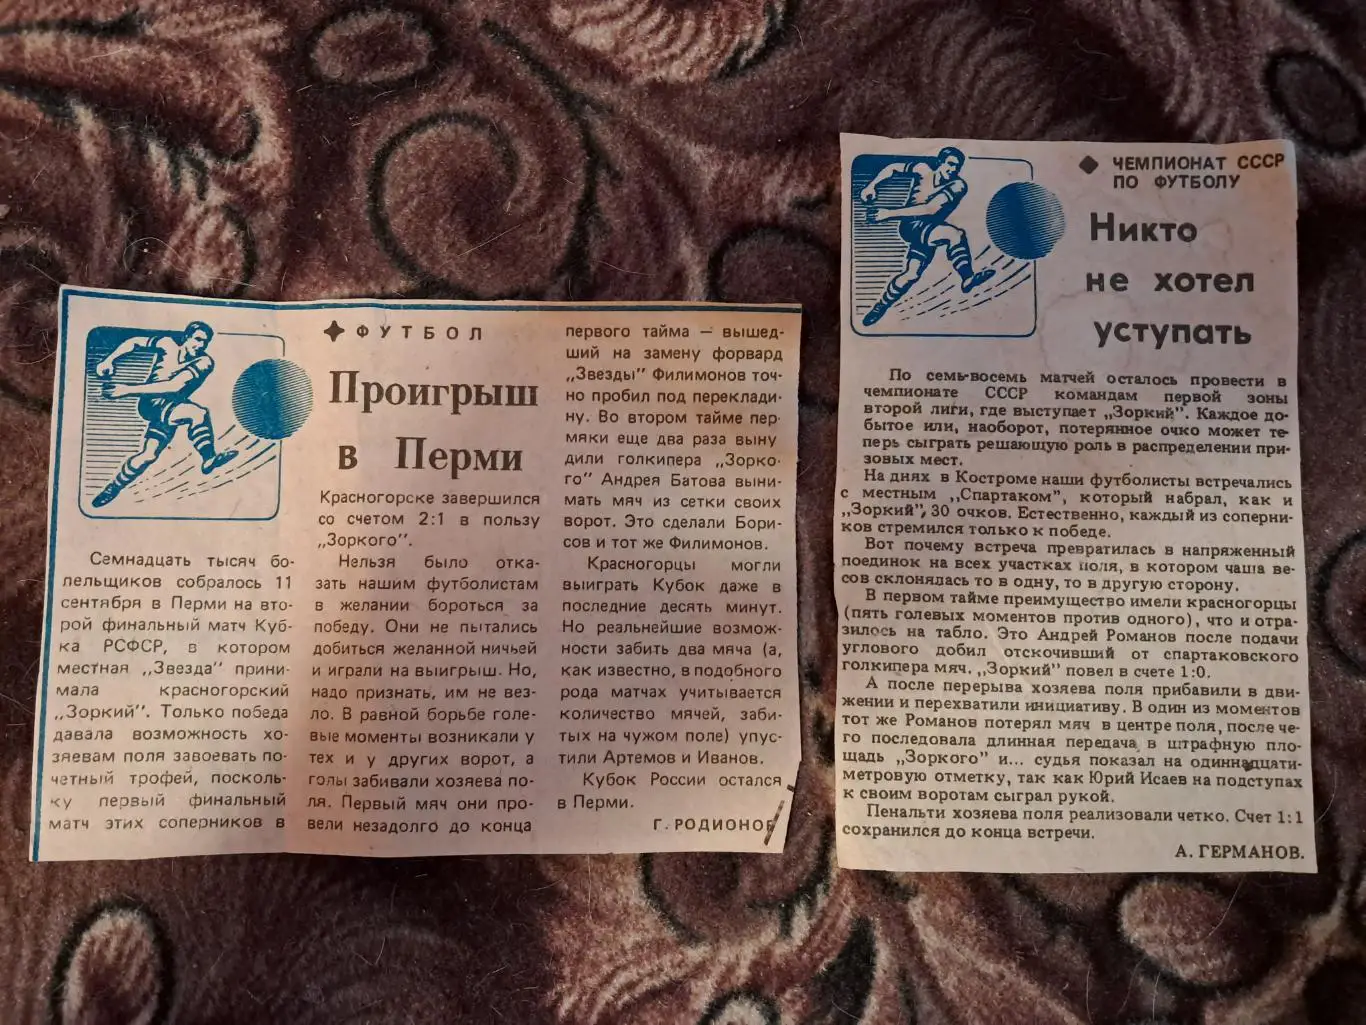 ФУТБОЛ
Проигрыш
в Перми
Семнадцать тысяч бо-
лельщиков собралось 11
сентября в Перми на вто-
рой финальный матч Куб-
ка РСФСР, в котором
местная „Звезда" прини-
мала красногорский
„Зоркий". Только победа
давала возможность хо-
зяевам поля завоевать по-
четный трофей, посколь-
ку первый финальный
матч этих соперников в
Красногорске завершился
со счетом 2:1 в пользу
„Зоркого".
Нельзя было отка-
зать нашим футболистам
в желании бороться за
победу. Они не пытались
добиться желанной ничьей
и играли на выигрыш. Но,
надо признать, им не вез-
ло. В равной борьбе голе-
вые моменты возникали у
тех и у других ворот, а
голы забивали хозяева по-
ля. Первый мяч они про-
вели незадолго до конца
первого тайма — вышед-
ший на замену форвард
„Звезды" Филимонов точ-
но пробил под переклади-
ну. Во втором тайме пер-
мяки еще два раза выну
дили голкипера „Зорко-
го" Андрея Батова выни-
мать мяч из сетки своих
ворот. Это сделали Бори-
сов и тот же Филимонов.
Красногорцы могли
выиграть Кубок даже в
последние десять минут.
Но реальнейшие возмож-
ности забить два мяча (а,
как известно, в подобного
рода матчах учитывается
количество мячей, заби-
тых на чужом поле) упус-
тили Артемов и Иванов.
Кубок России остался
в Перми.
Г. РОДИОНОВ
ЧЕМПИОНАТ СССР
ПО ФУТБОЛУ
Никто
не хотел
уступать
По семь-восемь матчей осталось провести в
чемпионате СССР командам первой зоны
второй лиги, где выступает „Зоркий". Каждое до-
бытое или, наоборот, потерянное очко может те-
перь сыграть решающую роль в распределении при-
зовых мест.
На днях в Костроме наши футболисты встречались
с местным „Спартаком", который набрал, как и
„Зоркий", 30 очков. Естественно, каждый из соперни-
ков стремился только к победе.
Вот почему встреча превратилась в напряженный
поединок на всех участках поля, в котором чаша ве-
сов склонялась то в одну, то в другую сторону.
В первом тайме преимущество имели красногорцы
(пять голевых моментов против одного), что и отра-
зилось на табло. Это Андрей Романов после подачи
углового добил отскочивший от спартаковского
голкипера мяч. „Зоркий" повел в счете 1:0.
А после перерыва хозяева поля прибавили в дви-
жении и перехватили инициативу. В один из моментов
тот же Романов потерял мяч в центре поля, после че-
го последовала длинная передача в штрафную пло-
щадь „Зоркого" и... судья показал на одиннадцати-
метровую отметку, так как Юрий Исаев на подступах
к своим воротам сыграл рукой.
Пенальти хозяева поля реализовали четко. Счет 1:1
сохранился до конца встречи.
А. ГЕРМАНОВ.